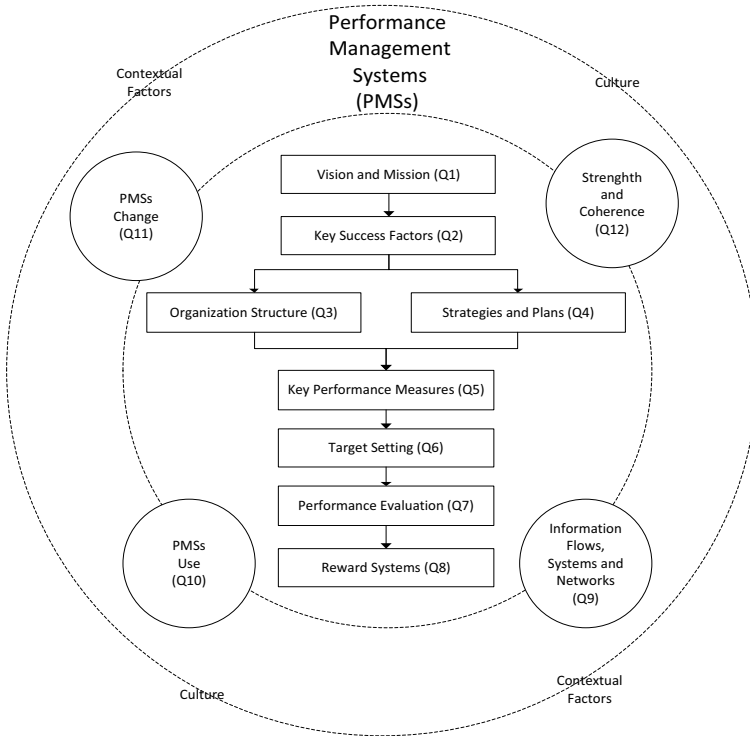 Performance
Management
Systems
(PMSs)
Contextual
Factors
Culture
PMSs
Change
(Q11)
Vision and Mission (Q1)
Strenghth
and
Coherence
(Q12)
Key Success Factors (Q2)
Organization Structure (Q3)
Strategies and Plans (Q4)
Key Performance Measures (Q5)
Target Setting (Q6)
Performance Evaluation (Q7)
PMSs
Use
(Q10)
Reward Systems (Q8)
Information
Flows,
Systems and
Networks
(Q9)
Culture
Contextual
Factors